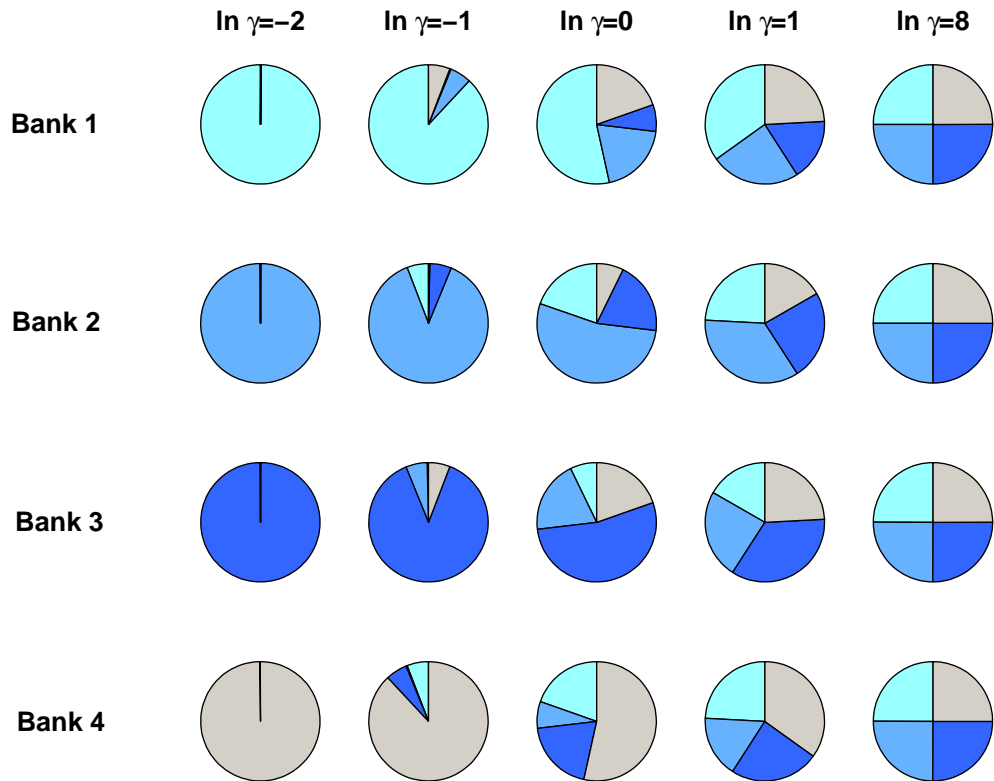 ln γ=−2 ln γ=−1 ln γ=0 ln γ=1 ln γ=8
Bank 1
Bank 2
Bank 3
Bank 4